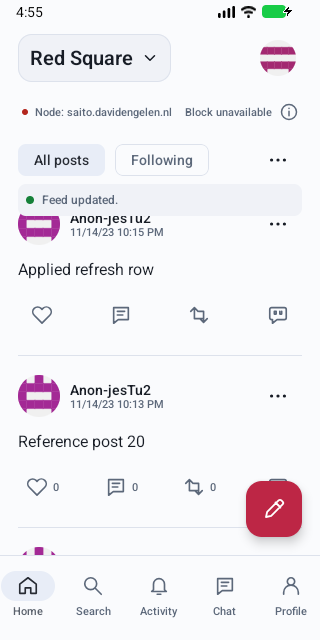 4:55
Red Square
Node: saito.davidengelen.nl Block unavailable
All posts Following
Feed updated.
Anon-jesTu2
11/14/23 10:15 PM
Applied refresh row
Anon-jesTu2
11/14/23 10:13 PM
Reference post 20
0 0 0
Home Search Activity Chat Profile